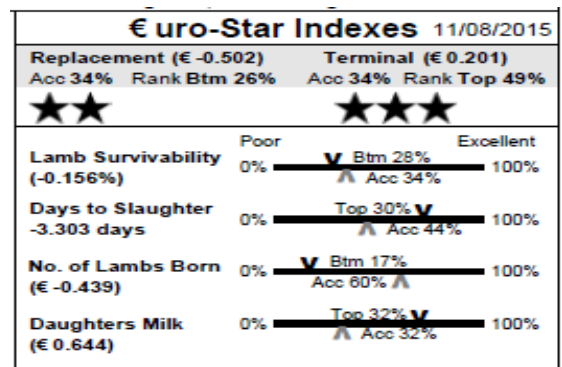 €uro-Star Indexes 11/08/2015
Replacement (€ -0.502) Terminal (€ 0.201)
Acc 34% Rank Btm 26% Acc 34% Rank Top 49%
Poor Excellent
Lamb Survivability 0% Btm 28% 100%
(-0.156%) Acc 34%
Days to Slaughter 0% Top 30% 100%
-3.303 days Acc 44%
No. of Lambs Born 0% Btm 17% 100%
(€ -0.439) Acc 60%
Daughters Milk 0% Top 32% 100%
(€ 0.644) Acc 32%